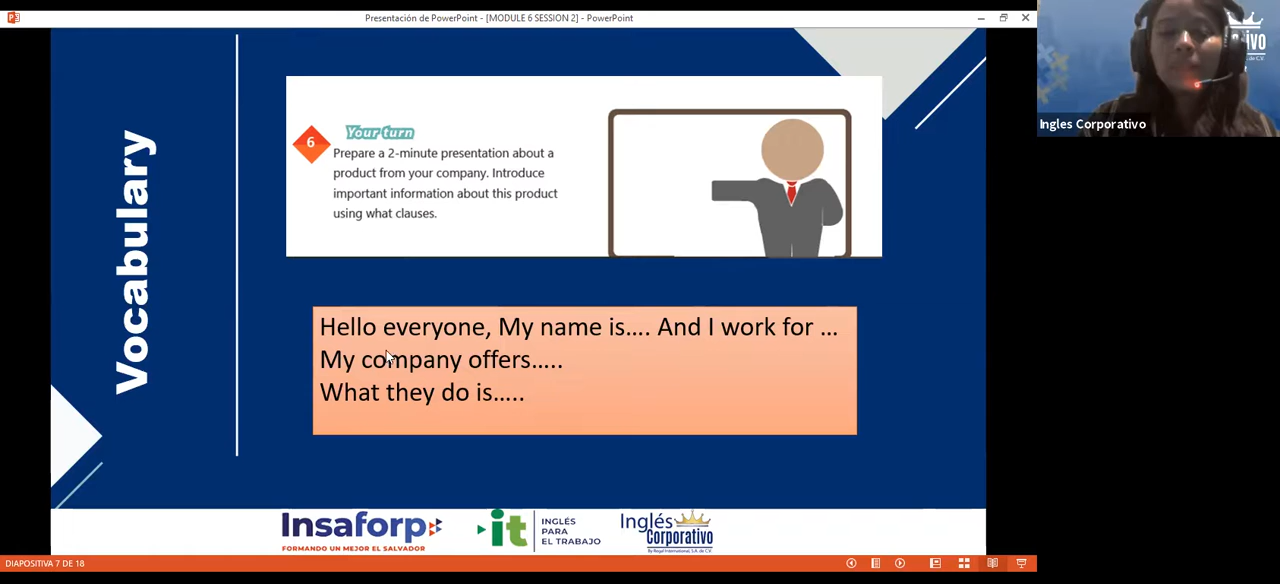 Presentación de PowerPoint - [MODULE 6 SESSION 2] - PowerPoint
Vocabulary
6
Your turn
Prepare a 2-minute presentation about a
product from your company. Introduce
important information about this product
using what clauses.
Hello everyone, My name is.... And I work for ...
My company offers.....
What they do is.....
Insaforp
FORMANDO UN MEJOR EL SALVADOR
it
INGLÉS
PARA
EL TRABAJO
Inglés
Corporativo
By Regal International, S.A. de C.V.
DIAPOSITIVA 7 DE 18
Ingles Corporativo